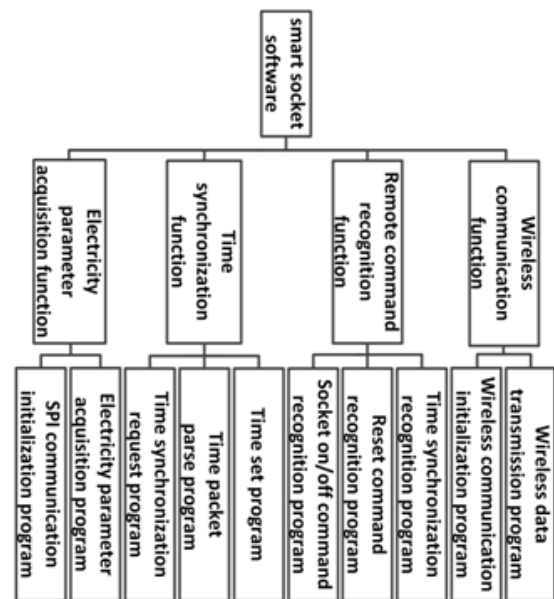 smart socket
software
Wireless
communication
function
Remote command
recognition
function
Time
synchronization
function
Electricity
parameter
acquisition function
Wireless data
transmission program
Wireless communication
initialization program
Time synchronization
recognition program
Reset command
recognition program
Socket on/off command
recognition program
Time set program
Time packet
parse program
Time synchronization
request program
Electricity parameter
acquisition program
SPI communication
initialization program